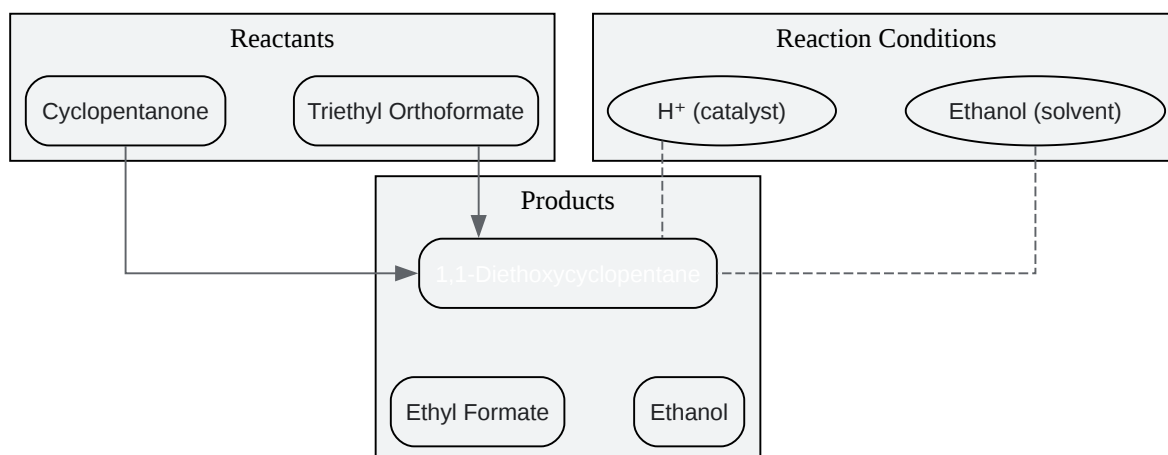 Reactants
Reaction Conditions
Cyclopentanone
Triethyl Orthoformate
H⁺ (catalyst)
Ethanol (solvent)
Products
1,1-Diethoxycyclopentane
Ethyl Formate
Ethanol